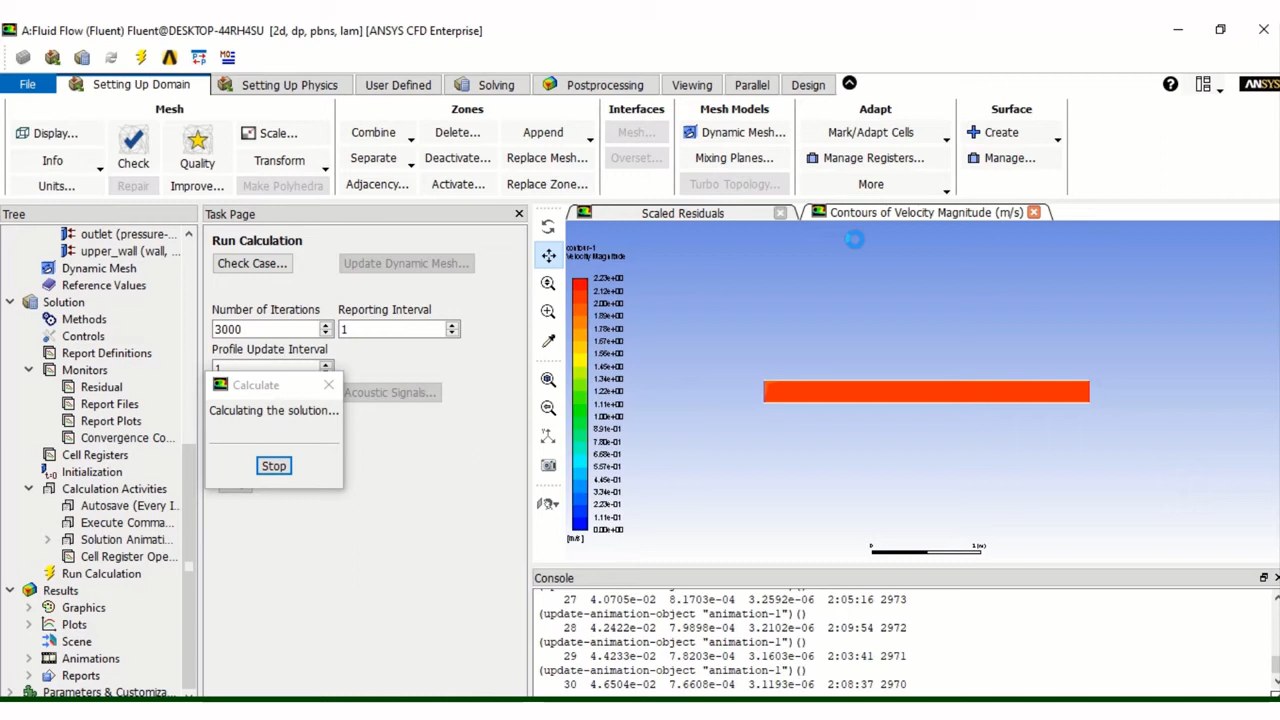 A:Fluid Flow (Fluent) Fluent@DESKTOP-44RH4SU [2d, dp, pbns, lam] [ANSYS CFD Enterprise]
File
Setting Up Domain
Setting Up Physics
User Defined
Solving
Postprocessing
Viewing
Parallel
Design
ANSYS
Mesh
Zones
Interfaces
Mesh Models
Adapt
Surface
Display...
Info
Units...
Check
Repair
Quality
Improve...
Scale...
Transform
Make Polyhedra
Combine
Separate
Adjacency...
Delete...
Deactivate...
Activate...
Append
Replace Mesh...
Replace Zone...
Mesh...
Overset...
Dynamic Mesh...
Mixing Planes...
Turbo Topology...
Mark/Adapt Cells
Manage Registers...
More
Create
Manage...
Tree
outlet (pressure-...
upper_wall (wall, ...
Dynamic Mesh
Reference Values
Solution
Methods
Controls
Report Definitions
Monitors
Residual
Report Files
Report Plots
Convergence Co...
Cell Registers
Initialization
t=0
Calculation Activities
Autosave (Every I...
Execute Comma...
Solution Animati...
Cell Register Ope...
Run Calculation
Results
Graphics
Plots
Scene
Animations
Reports
Parameters & Customiza...
Task Page
Run Calculation
Check Case...
Update Dynamic Mesh...
Number of Iterations
Reporting Interval
3000
1
Profile Update Interval
1
Acoustic Signals...
Calculate
Calculating the solution...
Stop
Scaled Residuals
Contours of Velocity Magnitude (m/s)
contour-1
Velocity Magnitude
2.23e+00
2.12e+00
2.00e+00
1.89e+00
1.78e+00
1.67e+00
1.56e+00
1.45e+00
1.34e+00
1.22e+00
1.11e+00
1.00e+00
8.91e-01
7.80e-01
6.68e-01
5.57e-01
4.45e-01
3.34e-01
2.23e-01
1.11e-01
0.00e+00
[m/s]
0
1 (m)
Console
27 4.0705e-02 8.1703e-04 3.2592e-06 2:05:16 2973
(update-animation-object "animation-1")()
28 4.2422e-02 7.9898e-04 3.2102e-06 2:09:54 2972
(update-animation-object "animation-1")()
29 4.4233e-02 7.8203e-04 3.1603e-06 2:03:41 2971
(update-animation-object "animation-1")()
30 4.6504e-02 7.6608e-04 3.1193e-06 2:08:37 2970